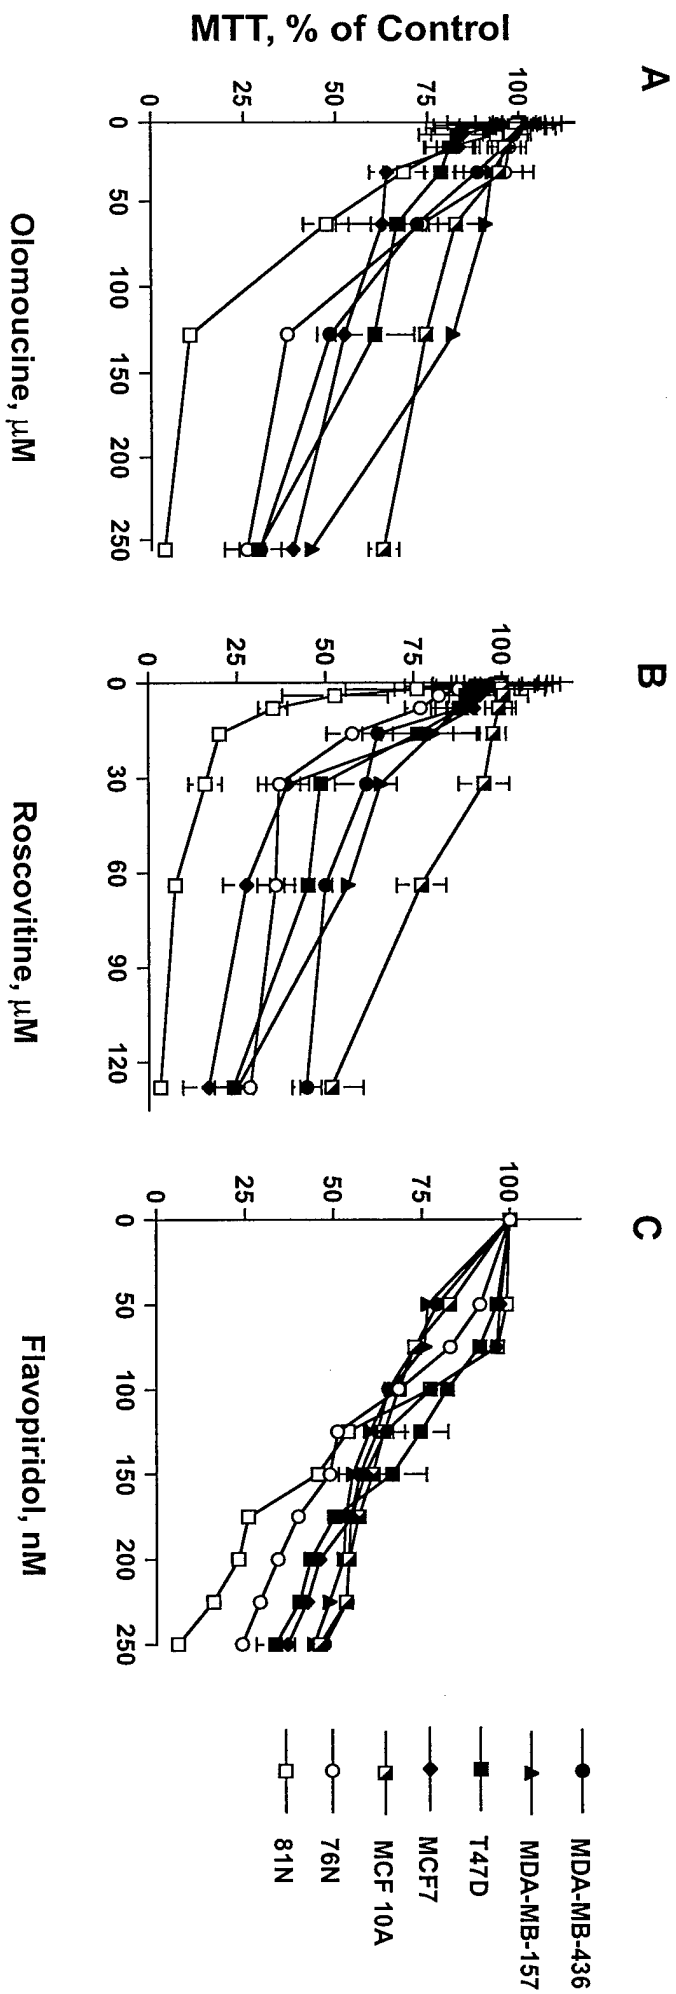 A
MTT, % of Control
100
75
50
25
0
0
50
100
150
200
250
Olomoucine, μM
B
100
75
50
25
0
0
30
60
90
120
Roscovitine, μM
C
100
75
50
25
0
0
50
100
150
200
250
Flavopiridol, nM
MDA-MB-436
MDA-MB-157
T47D
MCF7
MCF 10A
76N
81N